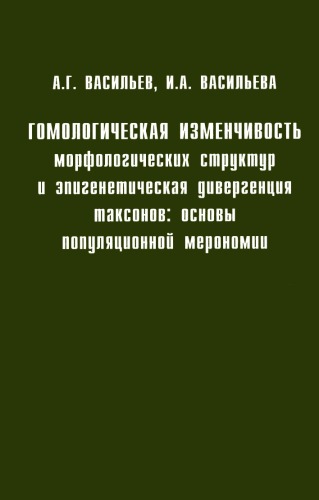 А.Г. ВАСИЛЬЕВ, И.А. ВАСИЛЬЕВА
ГОМОЛОГИЧЕСКАЯ ИЗМЕНЧИВОСТЬ
морфологических структур
и эпигенетическая дивергенция
таксонов: основы
популяционной мерономии